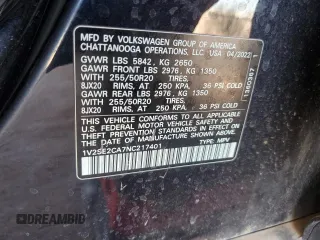 MFD BY VOLKSWAGEN GROUP OF AMERICA
CHATTANOOGA OPERATIONS, LLC USA 04/2022
GVWR LBS 5842 , KG 2650
GAWR FRONT LBS 2976 , KG 1350
WITH 255/50R20 TIRES,
8JX20 RIMS, AT 250 KPA. 36 PSI COLD
GAWR REAR LBS 2976 , KG 1350
WITH 255/50R20 TIRES,
8JX20 RIMS, AT 250 KPA. 36 PSI COLD
THIS VEHICLE CONFORMS TO ALL APPLICABLE
FEDERAL MOTOR VEHICLE SAFETY AND
THEFT PREVENTION STANDARDS IN EFFECT ON
THE DATE OF MANUFACTURE SHOWN ABOVE.
1V2SE2CA7NC217401 TYPE: MPV
DREAMBID